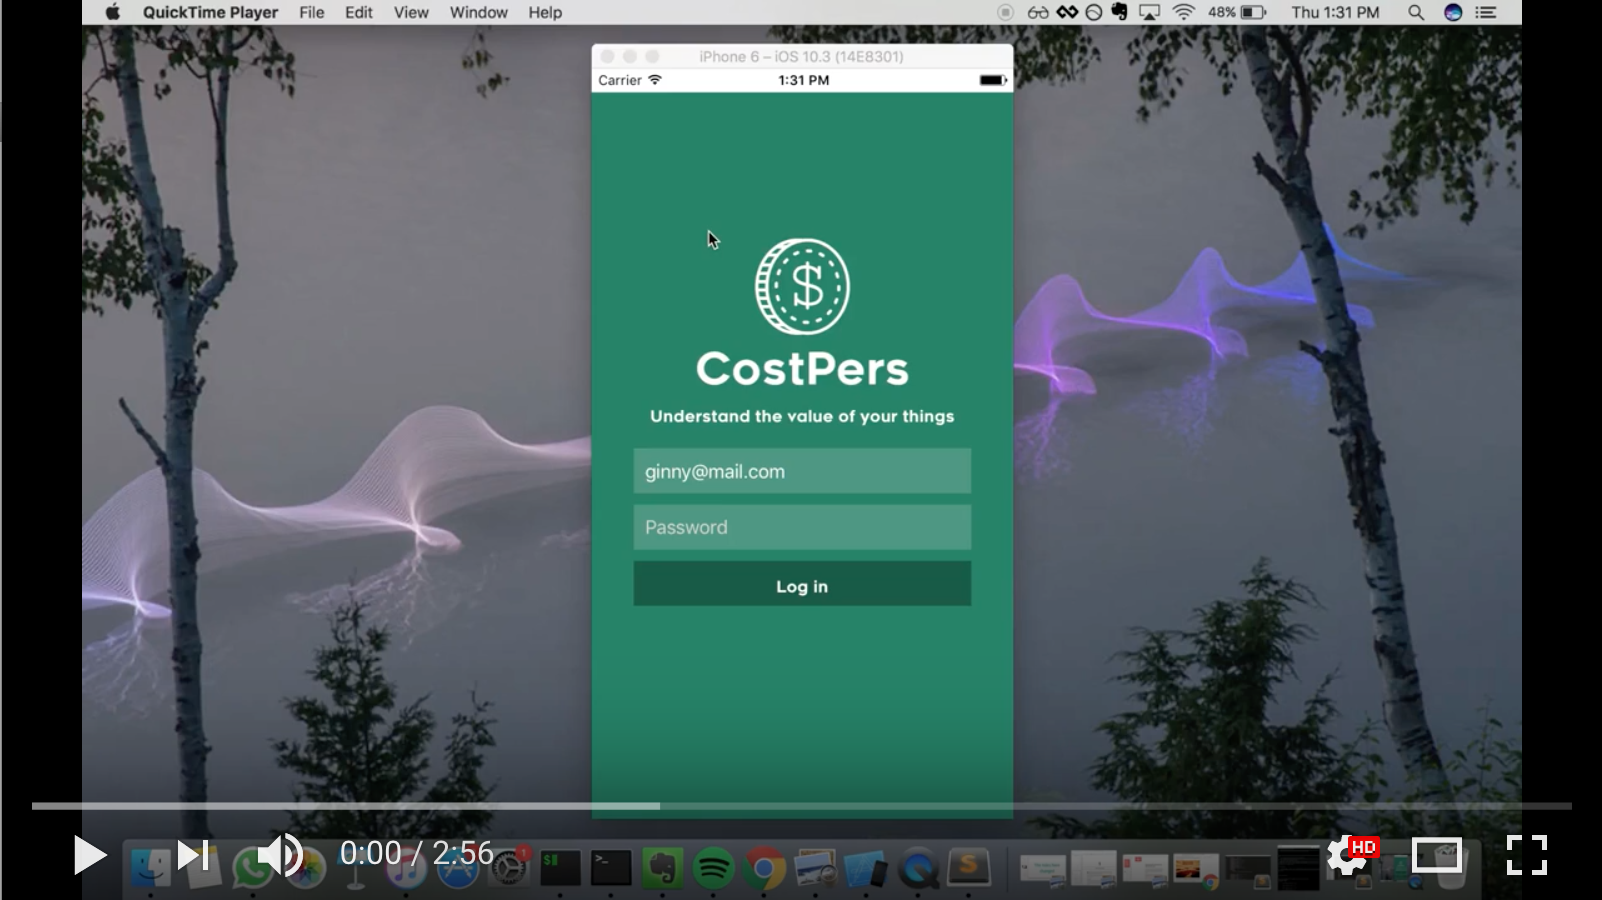 QuickTime Player File Edit View Window Help 48% Thu 1:31 PM
iPhone 6 – iOS 10.3 (14E8301)
Carrier 1:31 PM
$
CostPers
Understand the value of your things
ginny@mail.com
Password
Log in
0:00 / 2:56
HD
1
$
>_
S